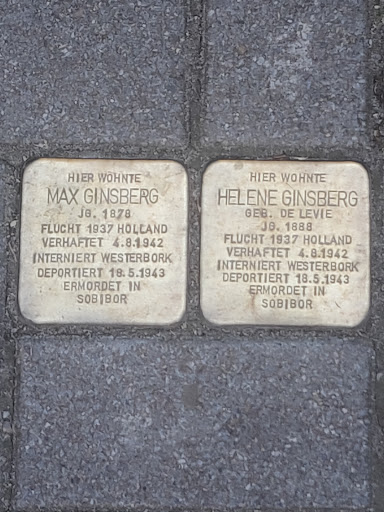 HIER WOHNTE
MAX GINSBERG
JG. 1878
FLUCHT 1937 HOLLAND
VERHAFTET 4.8.1942
INTERNIERT WESTERBORK
DEPORTIERT 18.5.1943
ERMORDET IN
SOBIBOR
HIER WOHNTE
HELENE GINSBERG
GEB. DE LEVIE
JG. 1888
FLUCHT 1937 HOLLAND
VERHAFTET 4.8.1942
INTERNIERT WESTERBORK
DEPORTIERT 18.5.1943
ERMORDET IN
SOBIBOR